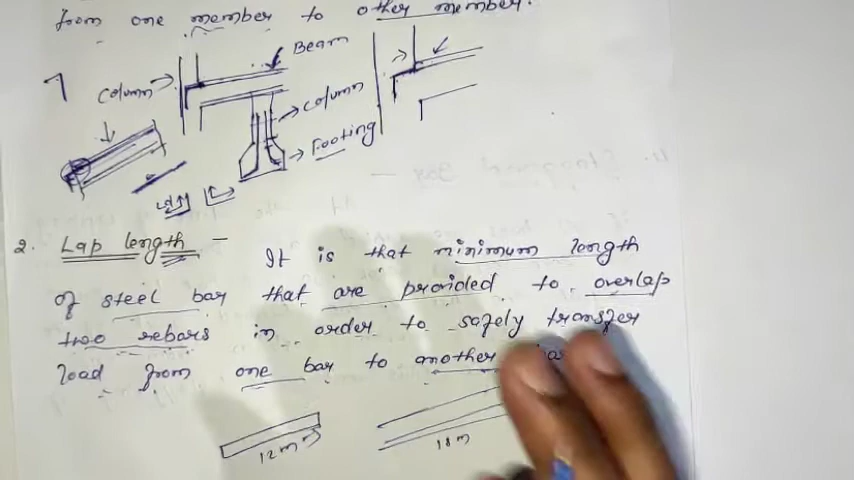 from one member to other member.
Beam
Column
column
Footing
2. Lap length – It is that minimum length
of steel bar that are provided to overlap
two rebars in order to safely transfer
load from one bar to another
12m
18m